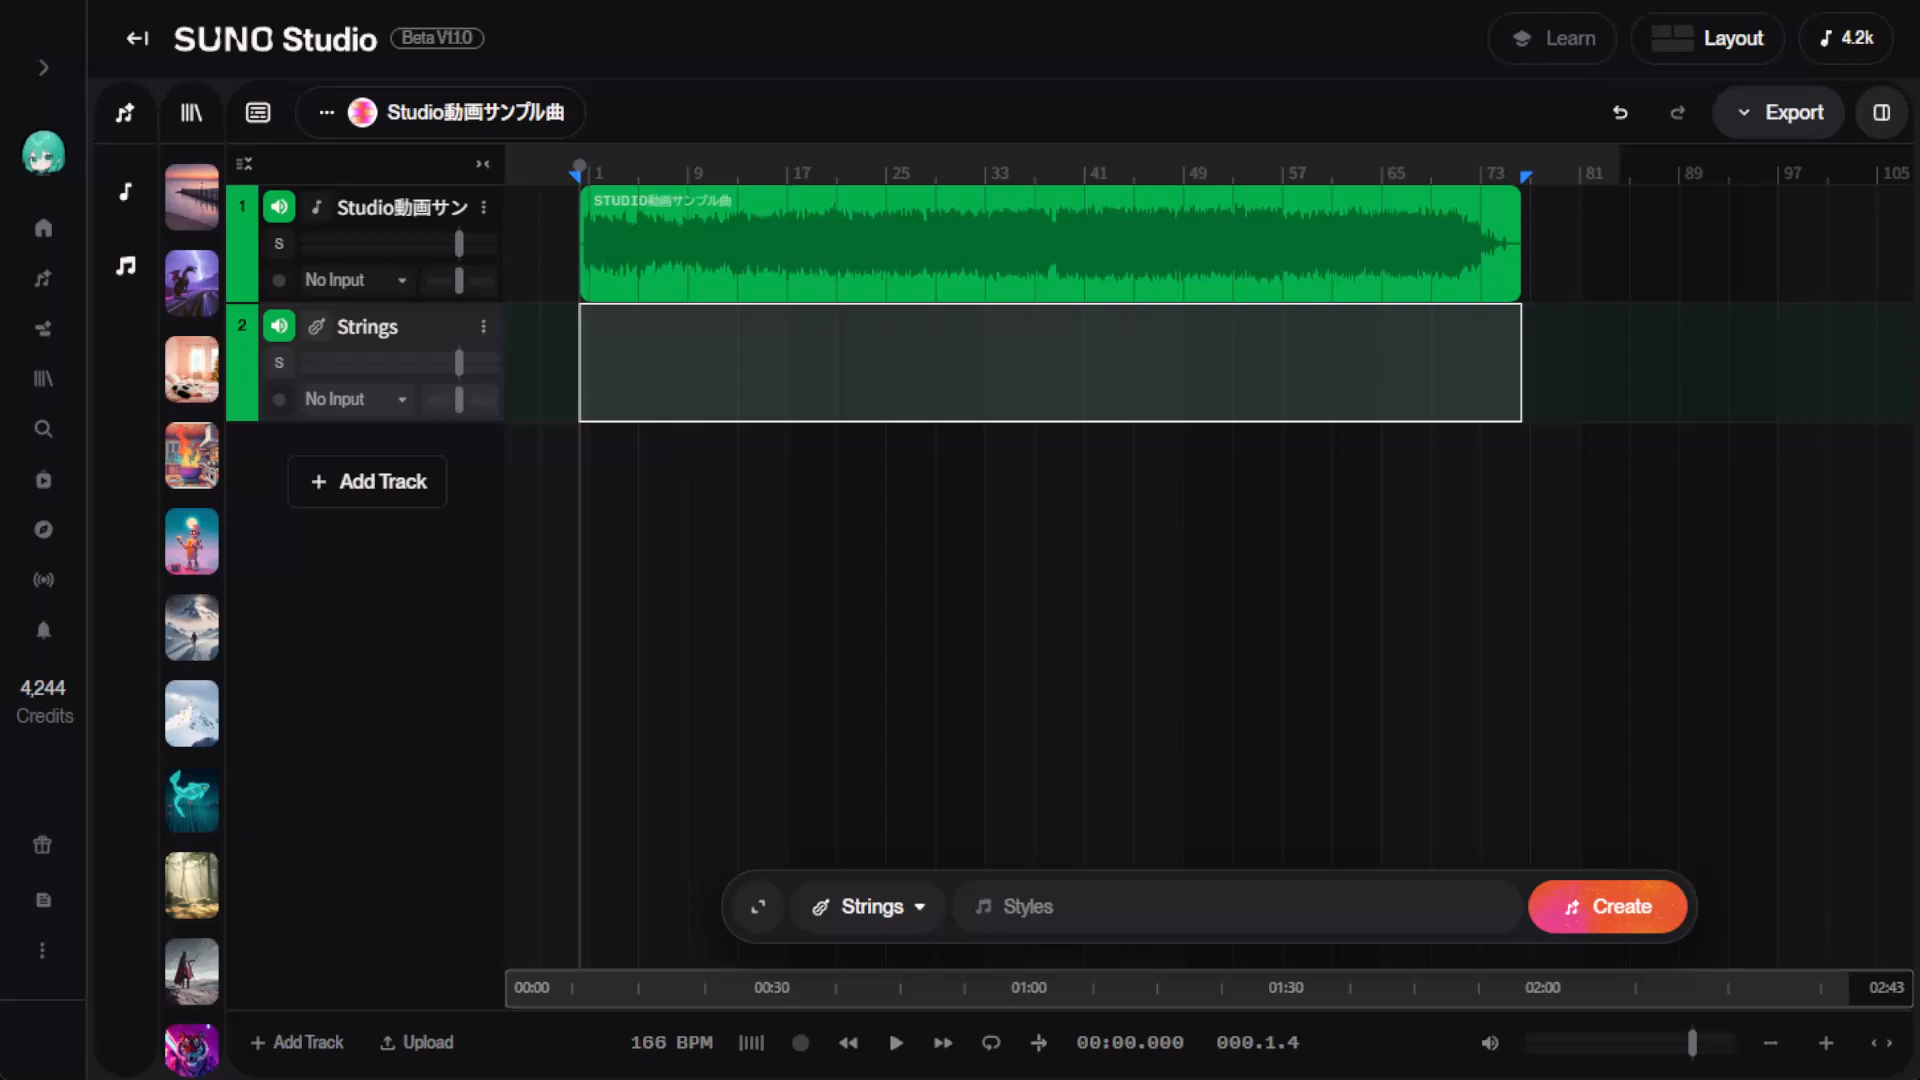 SUNO Studio Beta V1.1.0
Learn
Layout
4.2k
Studio動画サンプル曲
Export
1 9 17 25 33 41 49 57 65 73 81 89 97 105
1 Studio動画サン
S
No Input
STUDIO動画サンプル曲
2 Strings
S
No Input
+ Add Track
4,244
Credits
Strings
Styles
Create
00:00 00:30 01:00 01:30 02:00 02:43
+ Add Track
Upload
166 BPM
00:00.000
000.1.4